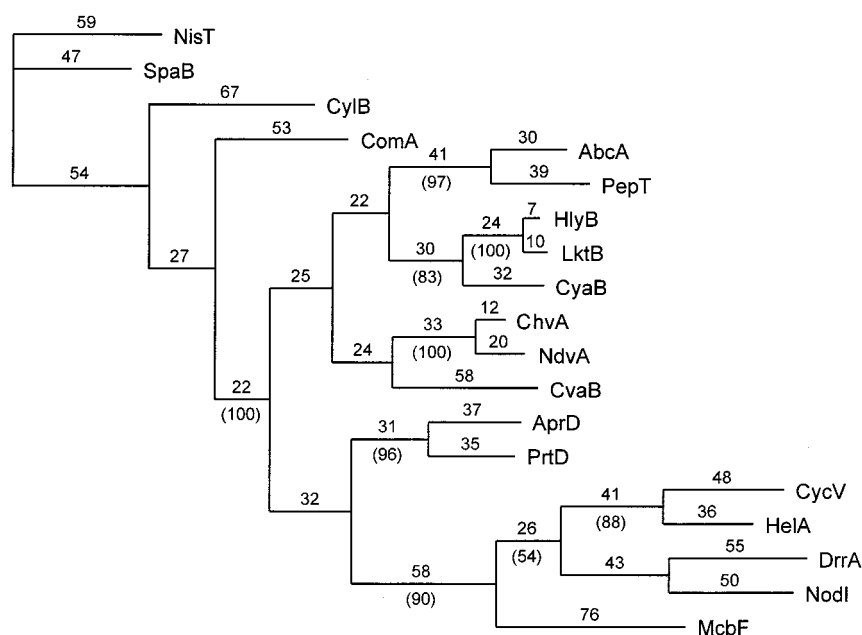 59
NisT
47
SpaB
67
CylB
53
ComA
54
30
AbcA
41
(97)
39
PepT
22
7
HlyB
24
(100)
10
LktB
30
(83)
32
CyaB
27
25
12
ChvA
33
(100)
20
NdvA
24
58
CvaB
22
(100)
37
AprD
31
(96)
35
PrtD
32
48
CycV
41
(88)
36
HelA
26
(54)
55
DrrA
43
50
NodI
58
(90)
76
McbF